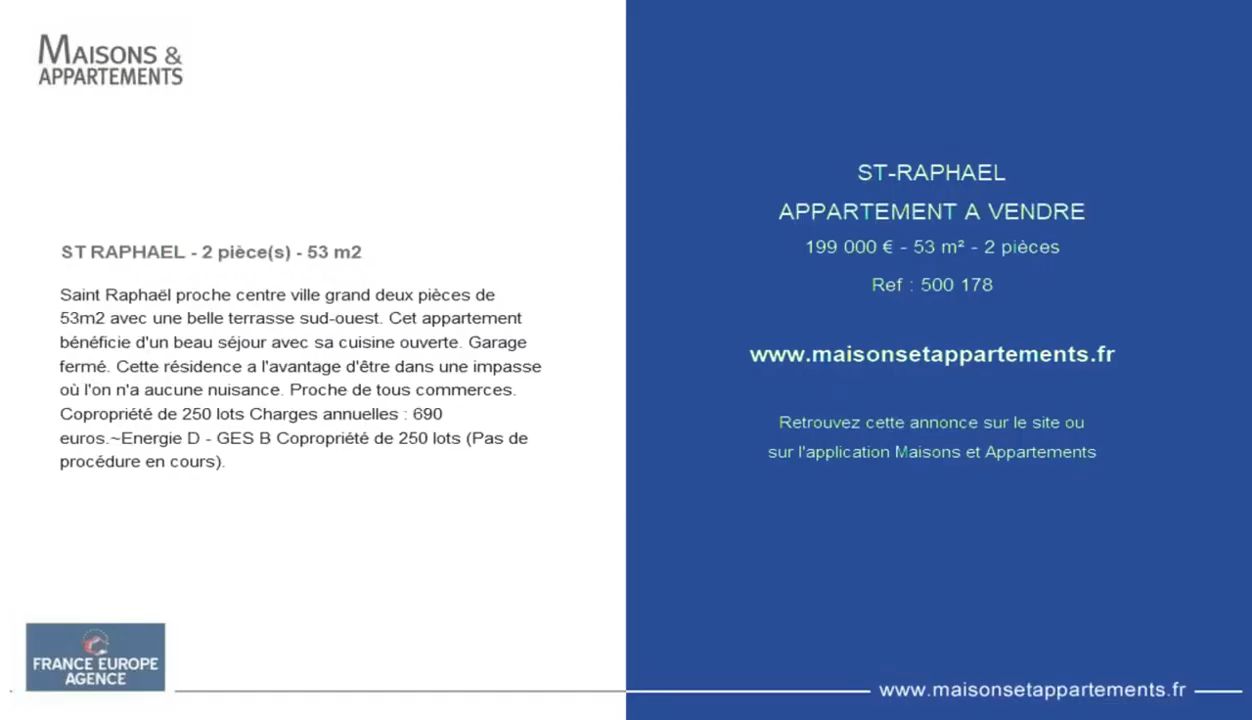 MAISONS &
APPARTEMENTS
ST RAPHAEL - 2 pièce(s) - 53 m2
Saint Raphaël proche centre ville grand deux pièces de
53m2 avec une belle terrasse sud-ouest. Cet appartement
bénéficie d'un beau séjour avec sa cuisine ouverte. Garage
fermé. Cette résidence a l'avantage d'être dans une impasse
où l'on n'a aucune nuisance. Proche de tous commerces.
Copropriété de 250 lots Charges annuelles : 690
euros.~Energie D - GES B Copropriété de 250 lots (Pas de
procédure en cours).
FRANCE EUROPE
AGENCE
ST-RAPHAEL
APPARTEMENT A VENDRE
199 000 € - 53 m² - 2 pièces
Ref : 500 178
www.maisonsetappartements.fr
Retrouvez cette annonce sur le site ou
sur l'application Maisons et Appartements
www.maisonsetappartements.fr